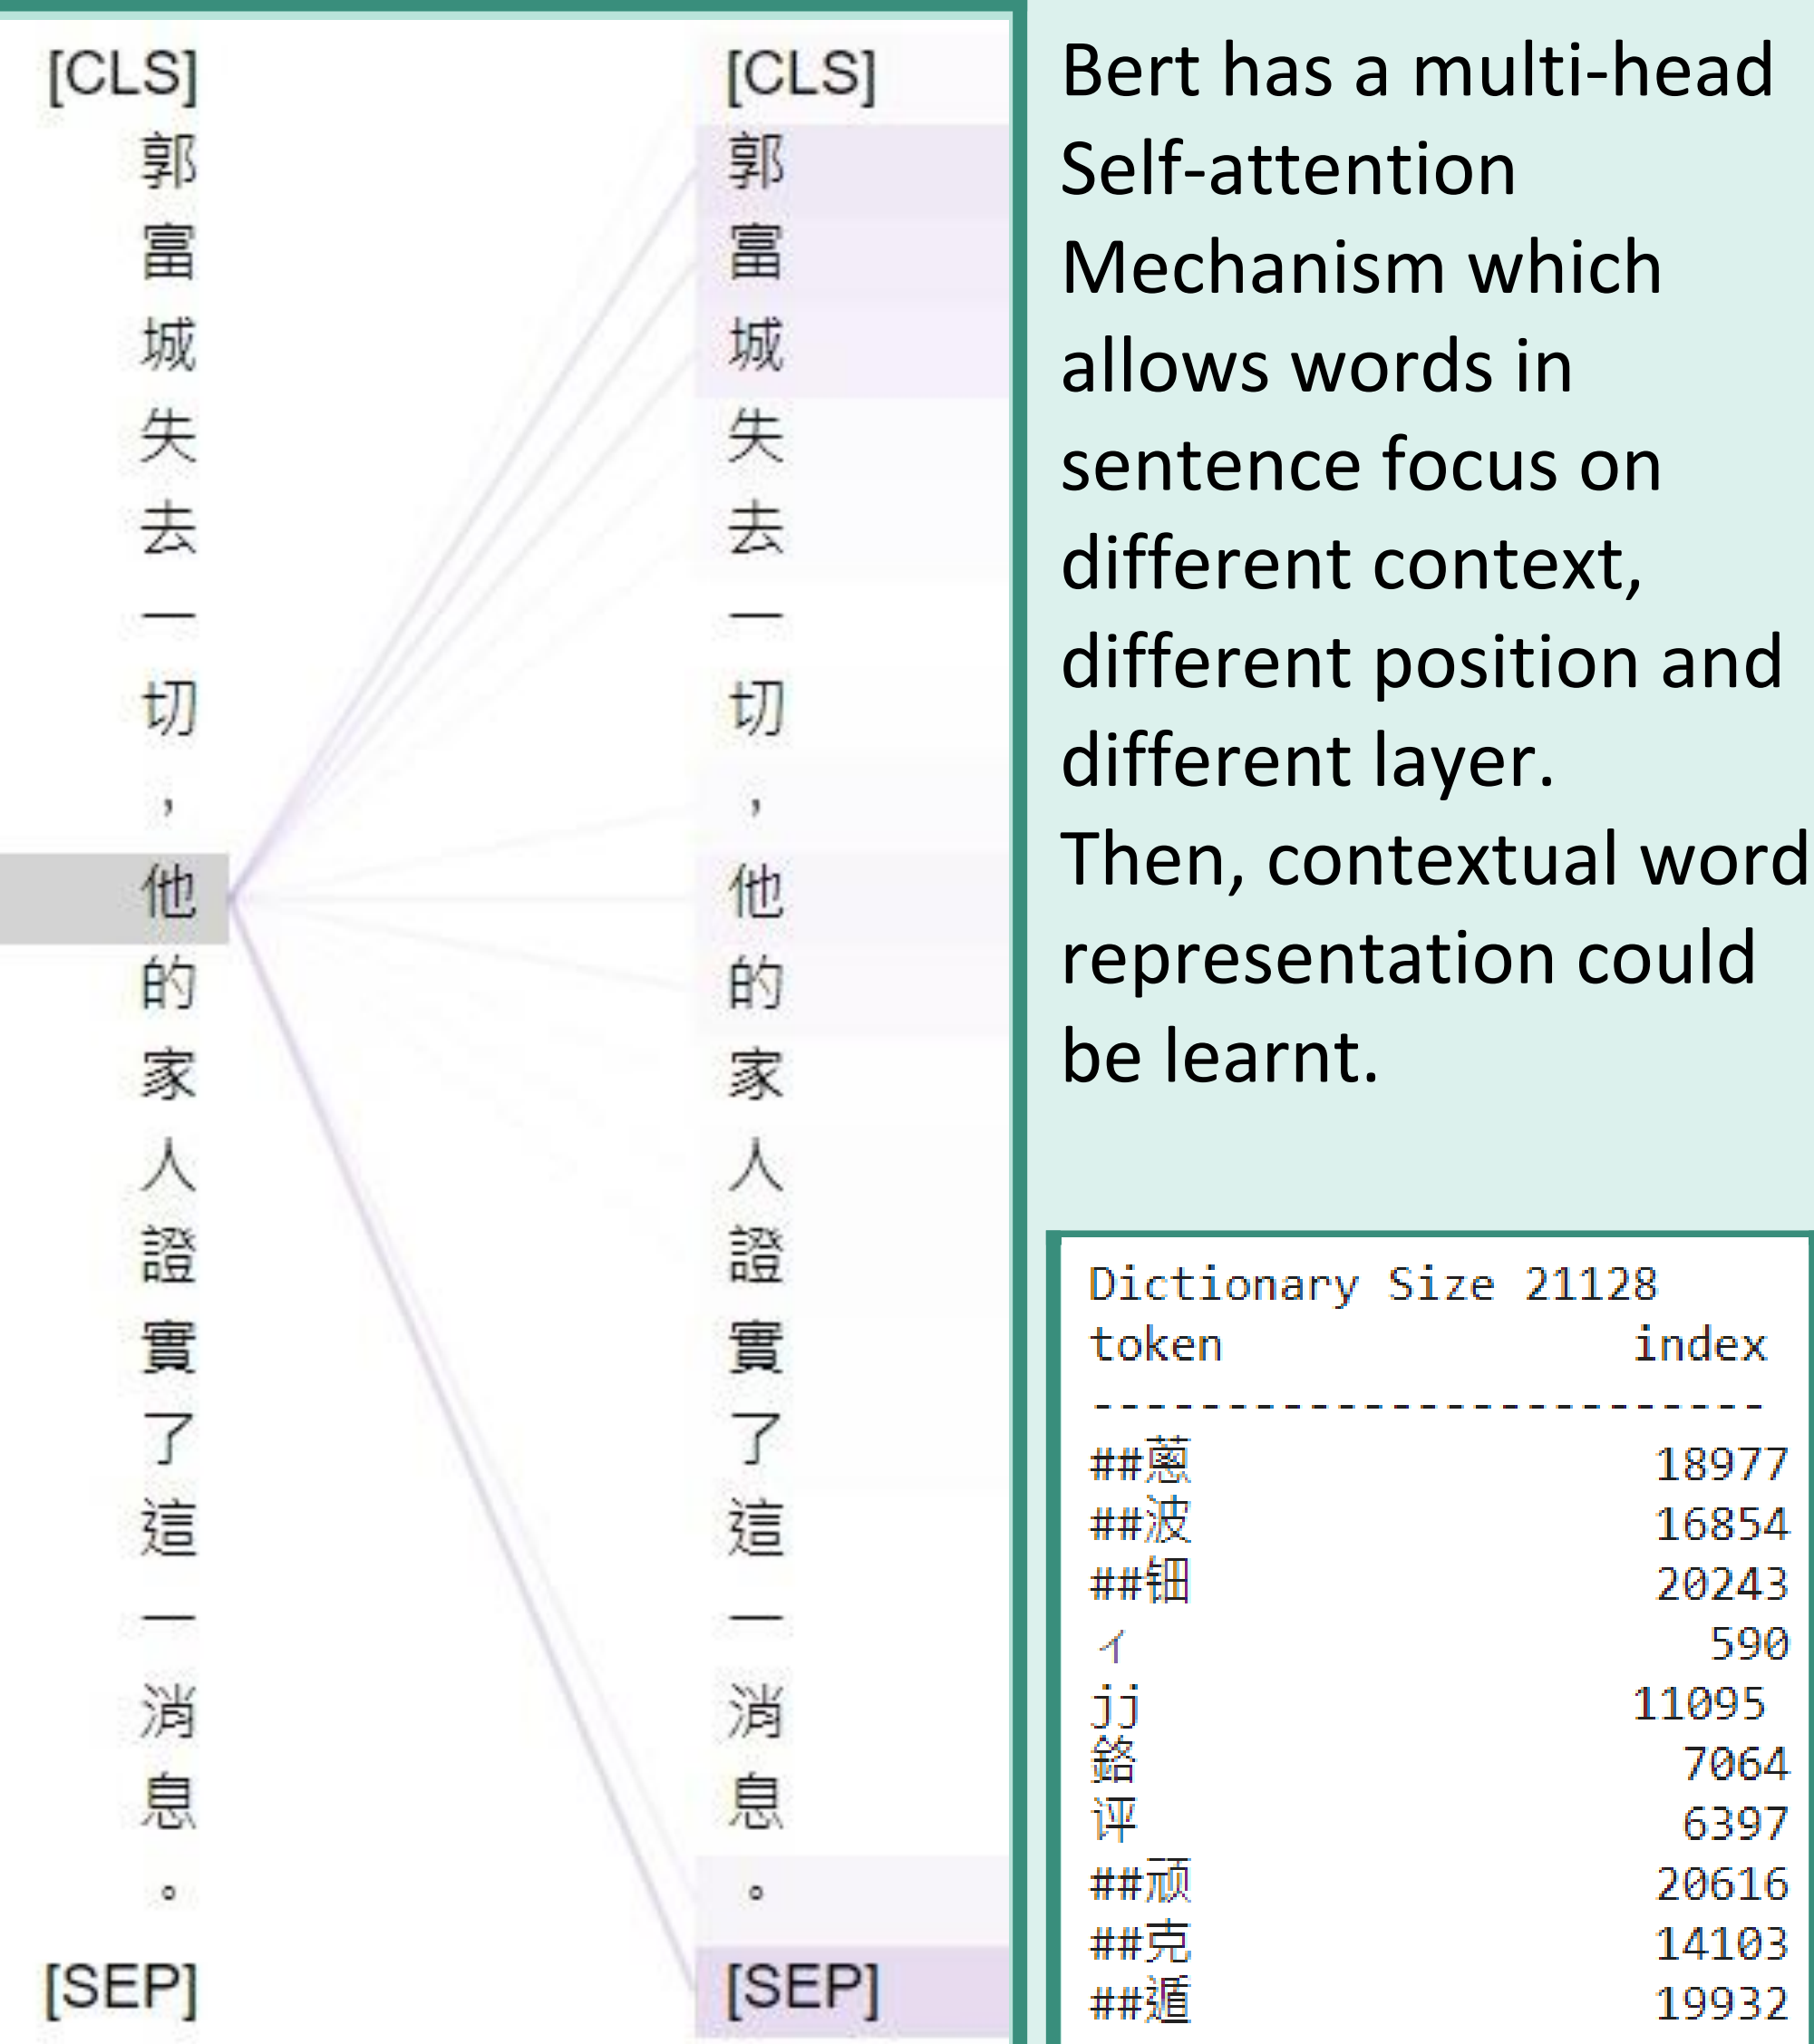 [CLS] [CLS]
郭 郭
富 富
城 城
失 失
去 去
一 一
切 切
， ，
他 他
的 的
家 家
人 人
證 證
實 實
了 了
這 這
一 一
消 消
息 息
。 。
[SEP] [SEP]
Bert has a multi-head
Self-attention
Mechanism which
allows words in
sentence focus on
different context,
different position and
different layer.
Then, contextual word
representation could
be learnt.
Dictionary Size 21128
token index
-------------------------
##蔥 18977
##波 16854
##钿 20243
ィ 590
jj 11095
鉻 7064
评 6397
##顽 20616
##克 14103
##遁 19932